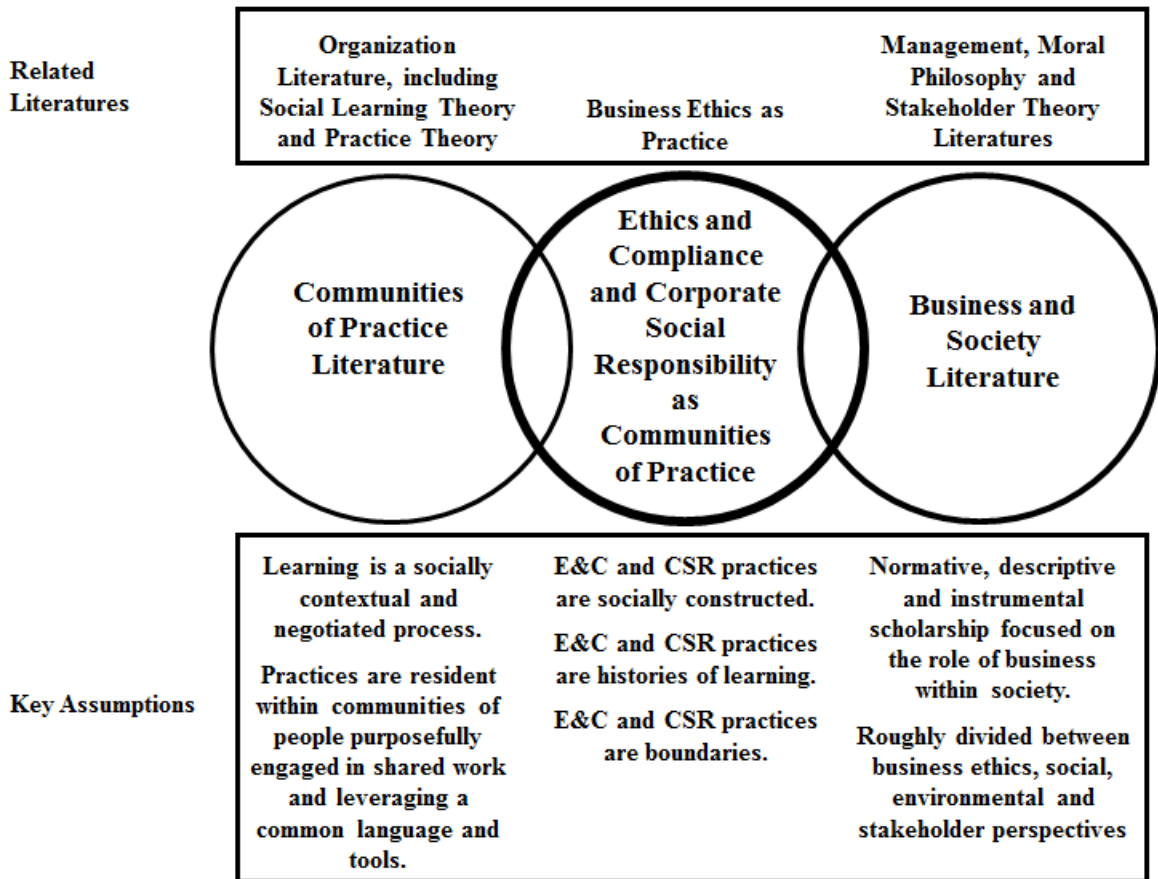 Related
Literatures
Organization
Literature, including
Social Learning Theory
and Practice Theory
Business Ethics as
Practice
Management, Moral
Philosophy and
Stakeholder Theory
Literatures
Communities
of Practice
Literature
Ethics and
Compliance
and Corporate
Social
Responsibility
as
Communities
of Practice
Business and
Society
Literature
Key Assumptions
Learning is a socially
contextual and
negotiated process.
Practices are resident
within communities of
people purposefully
engaged in shared work
and leveraging a
common language and
tools.
E&C and CSR practices
are socially constructed.
E&C and CSR practices
are histories of learning.
E&C and CSR practices
are boundaries.
Normative, descriptive
and instrumental
scholarship focused on
the role of business
within society.
Roughly divided between
business ethics, social,
environmental and
stakeholder perspectives